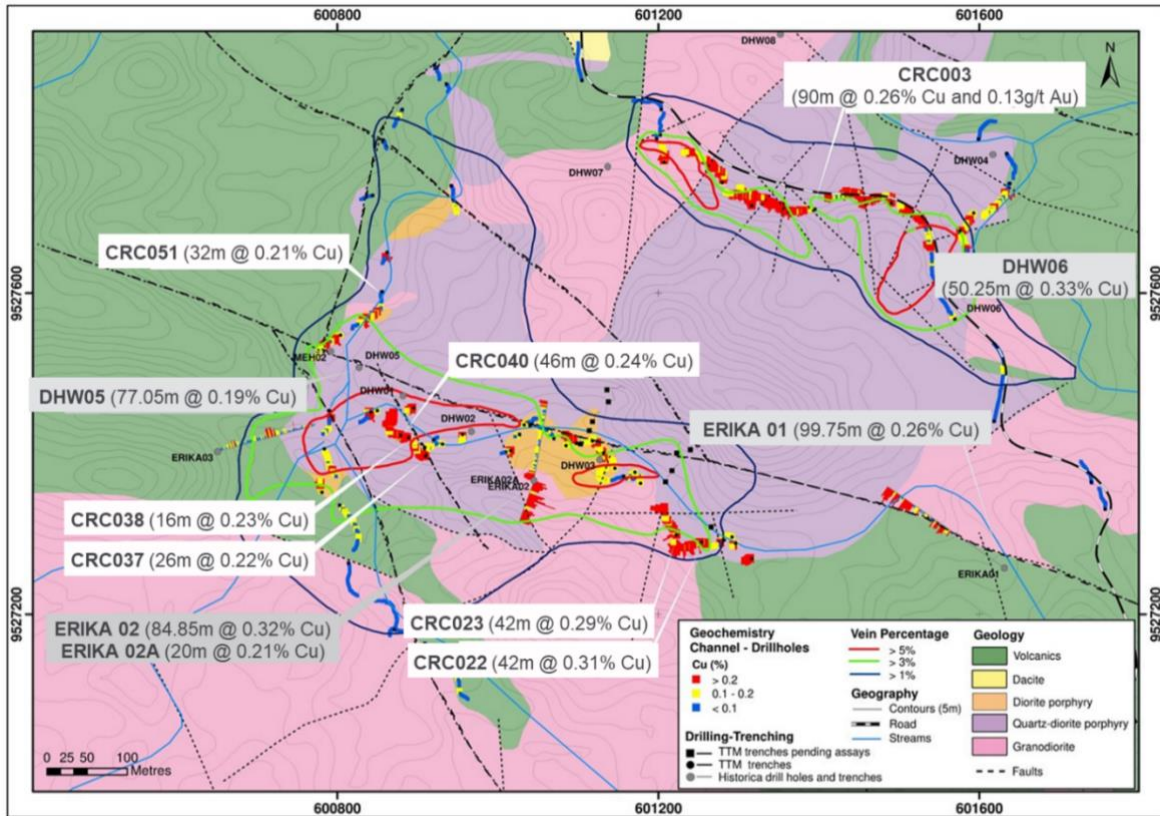 600800
601200
601600
DHW08
N
CRC003
(90m @ 0.26% Cu and 0.13g/t Au)
DHW04
DHW07
CRC051 (32m @ 0.21% Cu)
DHW06
(50.25m @ 0.33% Cu)
9527600
9527600
DHW06
MEH02
DHW05
CRC040 (46m @ 0.24% Cu)
DHW05 (77.05m @ 0.19% Cu)
DHW01
DHW02
ERIKA 01 (99.75m @ 0.26% Cu)
ERIKA03
DHW03
ERIKA02A
ERIKA02
CRC038 (16m @ 0.23% Cu)
CRC037 (26m @ 0.22% Cu)
ERIKA01
9527200
9527200
ERIKA 02 (84.85m @ 0.32% Cu)
ERIKA 02A (20m @ 0.21% Cu)
CRC023 (42m @ 0.29% Cu)
CRC022 (42m @ 0.31% Cu)
Geochemistry
Channel - Drillholes
Cu (%)
> 0.2
0.1 - 0.2
< 0.1
Drilling-Trenching
TTM trenches pending assays
TTM trenches
Historica drill holes and trenches
Vein Percentage
> 5%
> 3%
> 1%
Geography
Contours (5m)
Road
Streams
Geology
Volcanics
Dacite
Diorite porphyry
Quartz-diorite porphyry
Granodiorite
Faults
0 25 50 100
Metres
600800
601200
601600